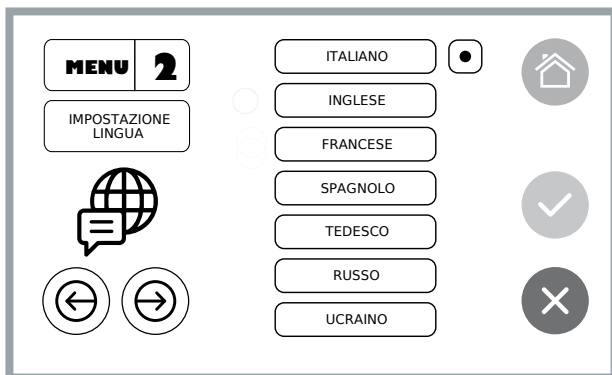 MENU 2
IMPOSTAZIONE
LINGUA
ITALIANO
INGLESE
FRANCESE
SPAGNOLO
TEDESCO
RUSSO
UCRAINO